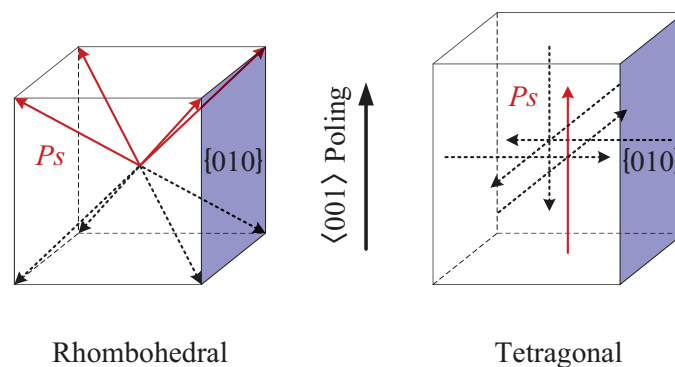 Ps
{010}
⟨001⟩ Poling
Ps
{010}
Rhombohedral
Tetragonal